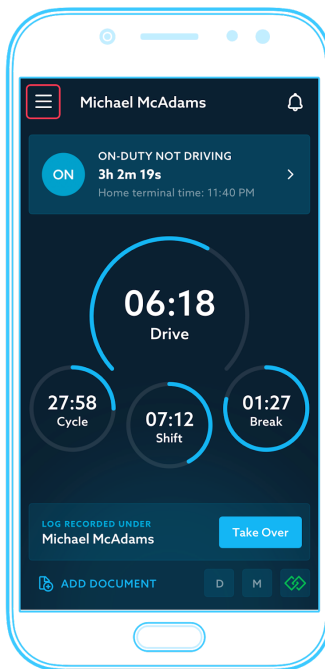 Michael McAdams
ON-DUTY NOT DRIVING
ON
3h 2m 19s
Home terminal time: 11:40 PM
06:18
Drive
27:58
Cycle
07:12
Shift
01:27
Break
LOG RECORDED UNDER
Michael McAdams
Take Over
ADD DOCUMENT
D
M